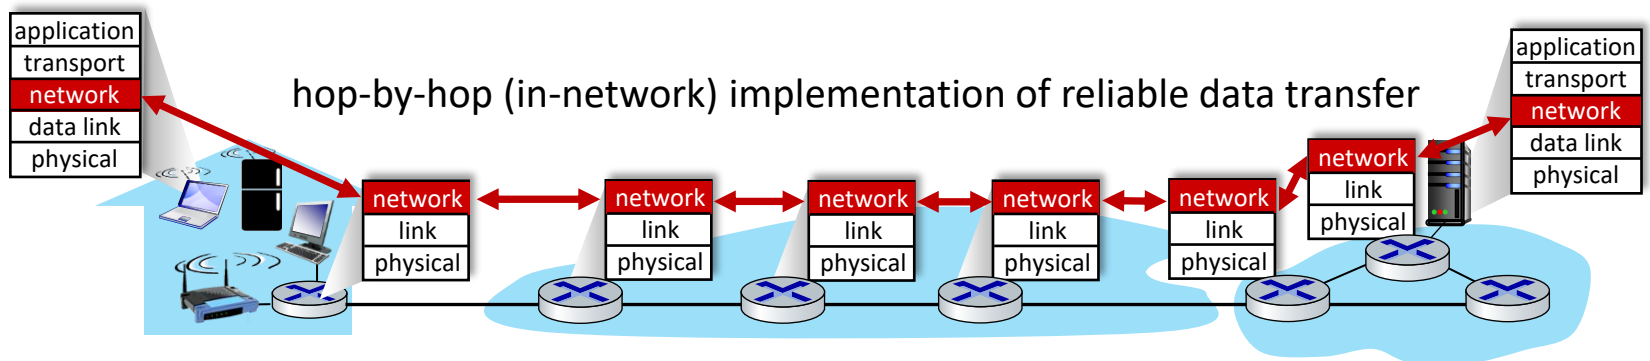 application
transport
network
data link
physical
hop-by-hop (in-network) implementation of reliable data transfer
network
link
physical
network
link
physical
network
link
physical
network
link
physical
network
link
physical
network
link
physical
application
transport
network
data link
physical